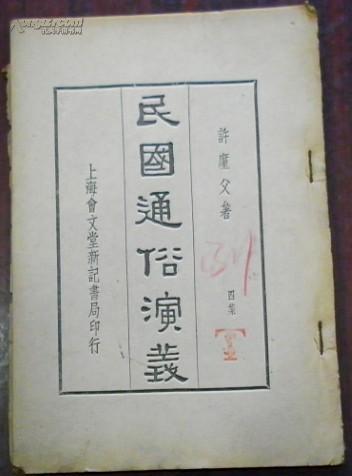 許廑父著
四集
民國通俗演義
上海會文堂新記書局印行